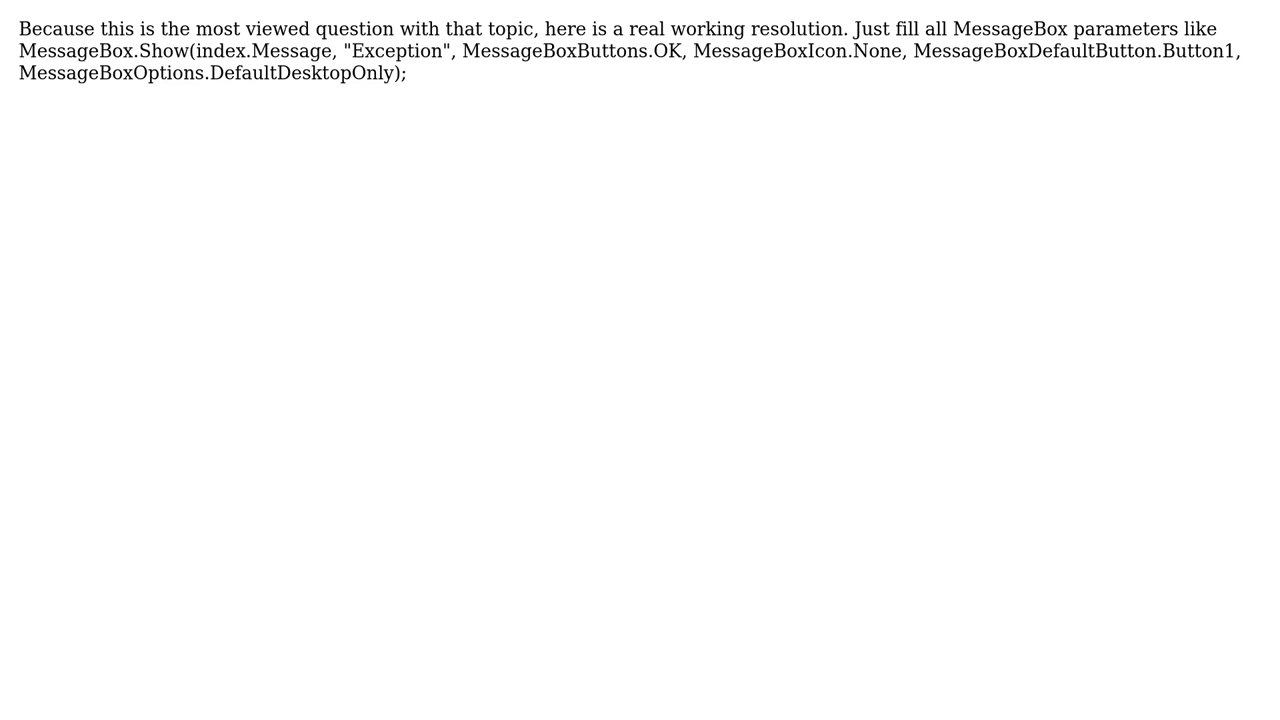 Because this is the most viewed question with that topic, here is a real working resolution. Just fill all MessageBox parameters like
MessageBox.Show(index.Message, "Exception", MessageBoxButtons.OK, MessageBoxIcon.None, MessageBoxDefaultButton.Button1,
MessageBoxOptions.DefaultDesktopOnly);